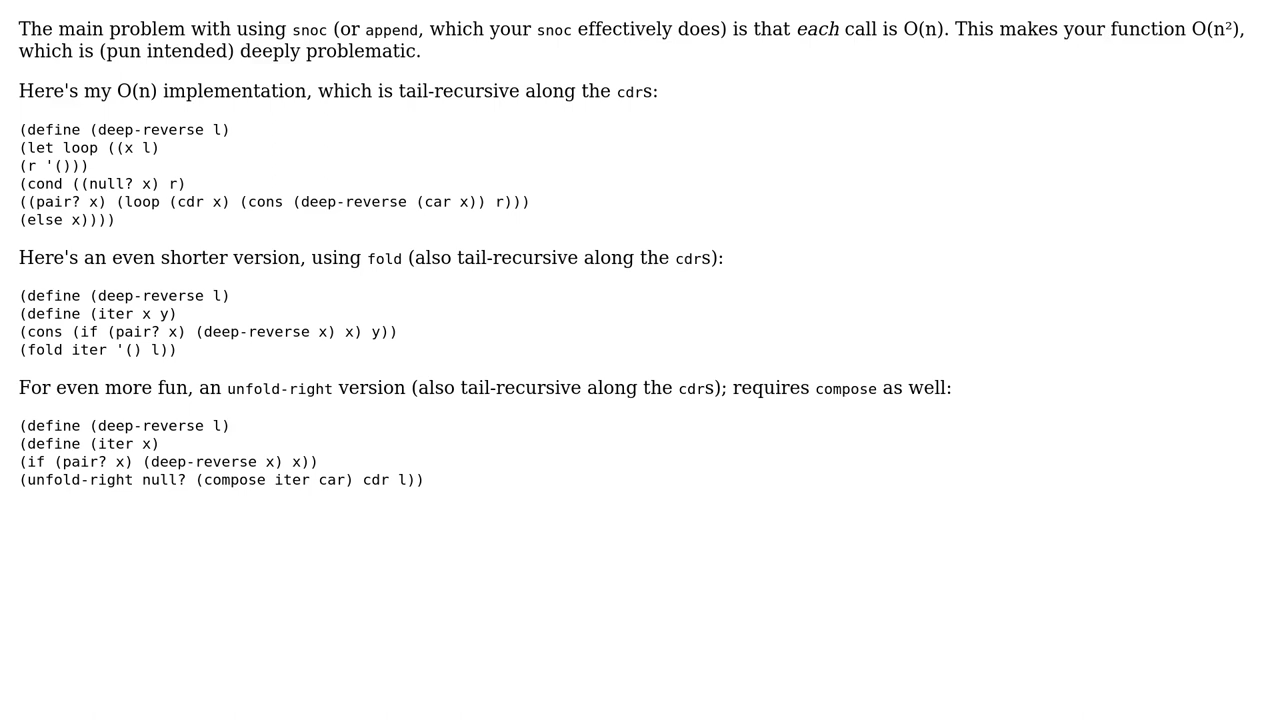 The main problem with using snoc (or append, which your snoc effectively does) is that each call is O(n). This makes your function O(n²),
which is (pun intended) deeply problematic.
Here's my O(n) implementation, which is tail-recursive along the cdrs:
(define (deep-reverse l)
(let loop ((x l)
(r '()))
(cond ((null? x) r)
((pair? x) (loop (cdr x) (cons (deep-reverse (car x)) r)))
(else x))))
Here's an even shorter version, using fold (also tail-recursive along the cdrs):
(define (deep-reverse l)
(define (iter x y)
(cons (if (pair? x) (deep-reverse x) x) y))
(fold iter '() l))
For even more fun, an unfold-right version (also tail-recursive along the cdrs); requires compose as well:
(define (deep-reverse l)
(define (iter x)
(if (pair? x) (deep-reverse x) x))
(unfold-right null? (compose iter car) cdr l))